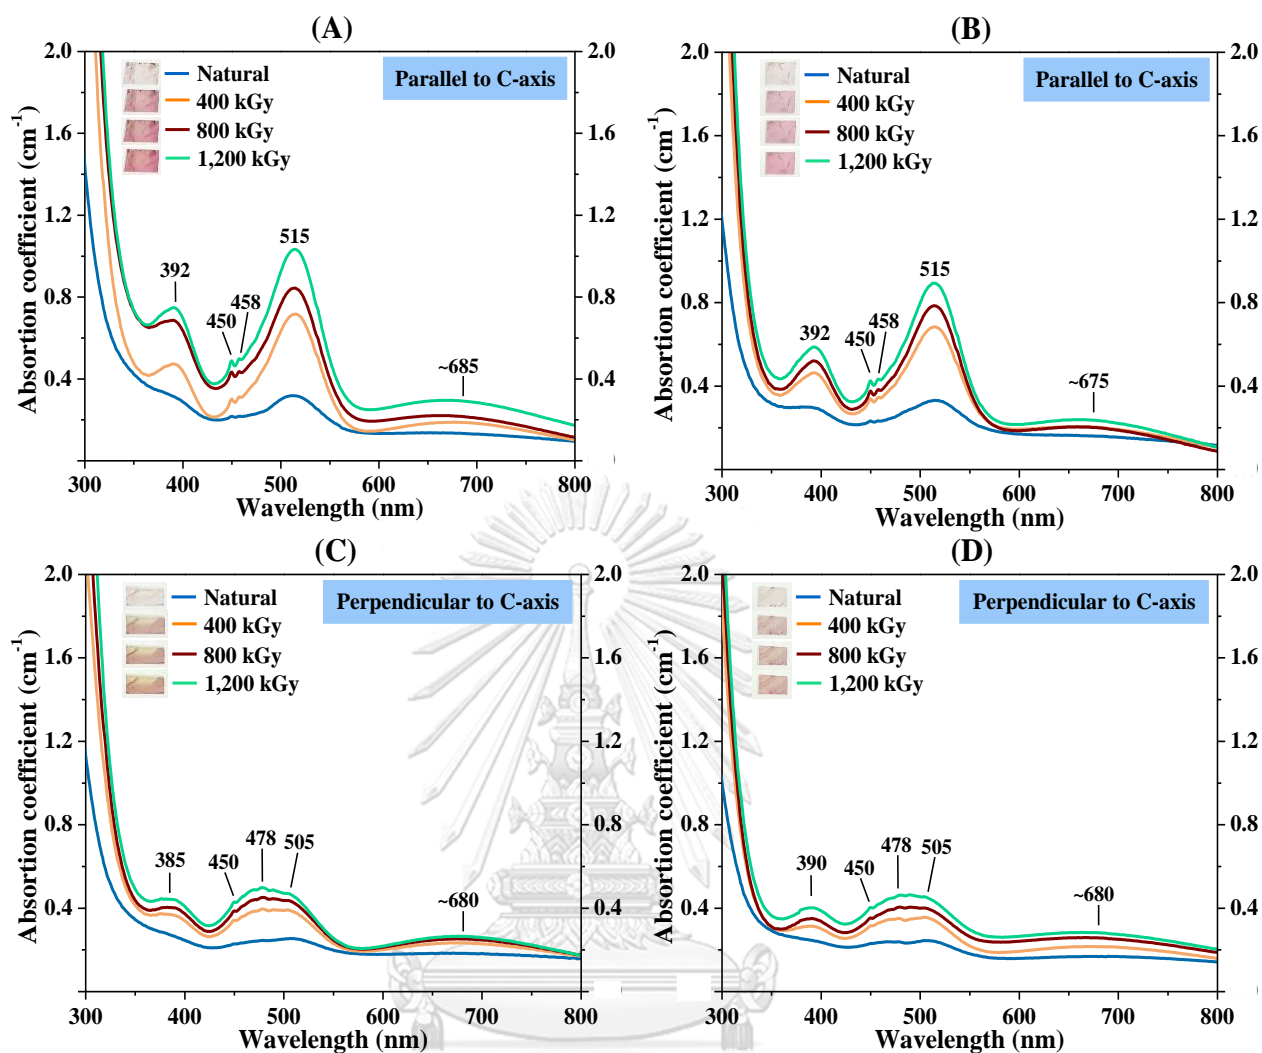 (A)
Absortion coefficient (cm⁻¹)
2.0
1.6
1.2
0.8
0.4
Natural
400 kGy
800 kGy
1,200 kGy
Parallel to C-axis
392
450
458
515
~685
2.0
1.6
1.2
0.8
0.4
300 400 500 600 700 800
Wavelength (nm)
(B)
Absortion coefficient (cm⁻¹)
2.0
1.6
1.2
0.8
0.4
Natural
400 kGy
800 kGy
1,200 kGy
Parallel to C-axis
392
450
458
515
~675
2.0
1.6
1.2
0.8
0.4
300 400 500 600 700 800
Wavelength (nm)
(C)
Absortion coefficient (cm⁻¹)
2.0
1.6
1.2
0.8
0.4
Natural
400 kGy
800 kGy
1,200 kGy
Perpendicular to C-axis
385
450
478
505
~680
2.0
1.6
1.2
0.8
0.4
300 400 500 600 700 800
Wavelength (nm)
(D)
Absortion coefficient (cm⁻¹)
2.0
1.6
1.2
0.8
0.4
Natural
400 kGy
800 kGy
1,200 kGy
Perpendicular to C-axis
390
450
478
505
~680
2.0
1.6
1.2
0.8
0.4
300 400 500 600 700 800
Wavelength (nm)